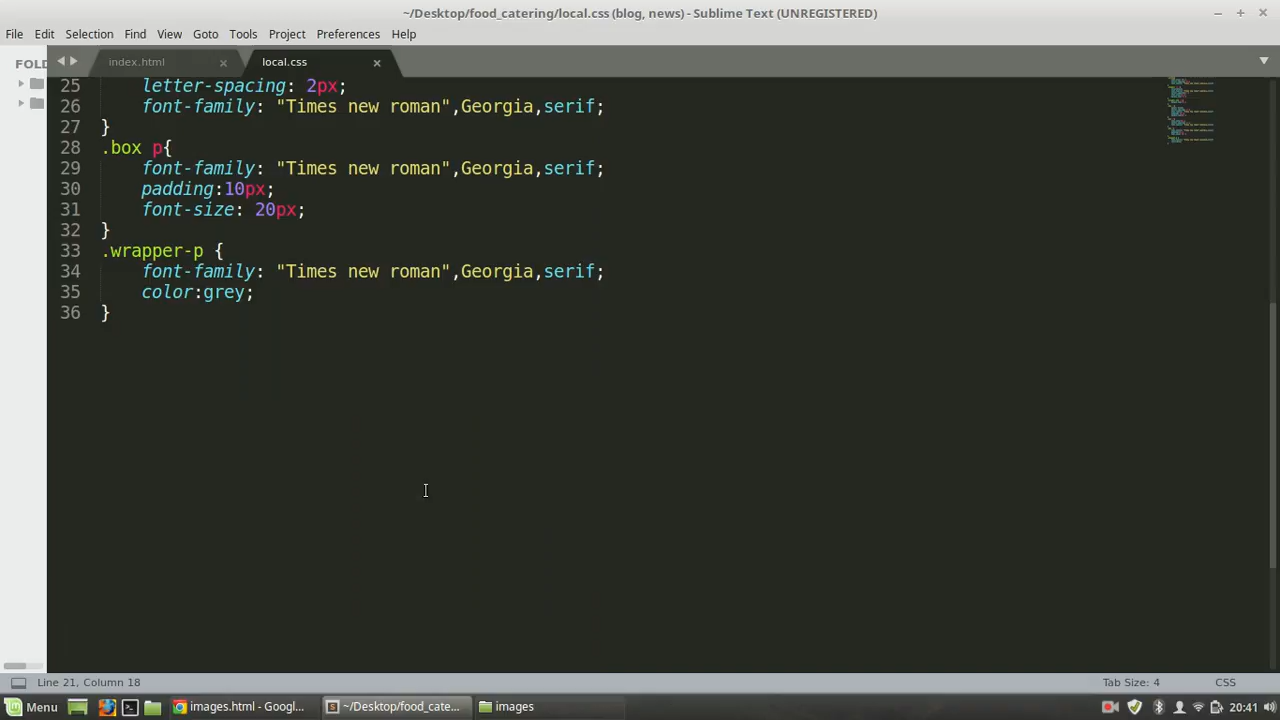 ~/Desktop/food_catering/local.css (blog, news) - Sublime Text (UNREGISTERED)
File Edit Selection Find View Goto Tools Project Preferences Help
FOLD
index.html
local.css
25 letter-spacing: 2px;
26 font-family: "Times new roman",Georgia,serif;
27 }
28 .box p{
29 font-family: "Times new roman",Georgia,serif;
30 padding:10px;
31 font-size: 20px;
32 }
33 .wrapper-p {
34 font-family: "Times new roman",Georgia,serif;
35 color:grey;
36 }
Line 21, Column 18
Tab Size: 4
CSS
Menu
images.html - Googl...
~/Desktop/food_cate...
images
20:41